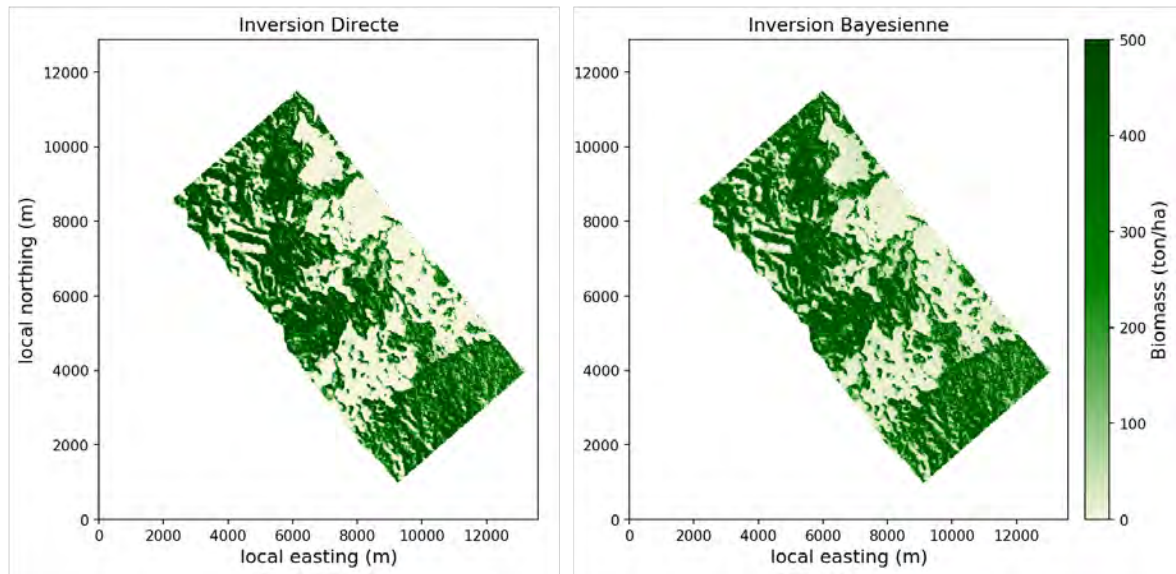 Inversion Directe
12000
10000
8000
6000
4000
2000
0
local northing (m)
0 2000 4000 6000 8000 10000 12000
local easting (m)
Inversion Bayesienne
12000
10000
8000
6000
4000
2000
0
0 2000 4000 6000 8000 10000 12000
local easting (m)
500
400
300
200
100
0
Biomass (ton/ha)